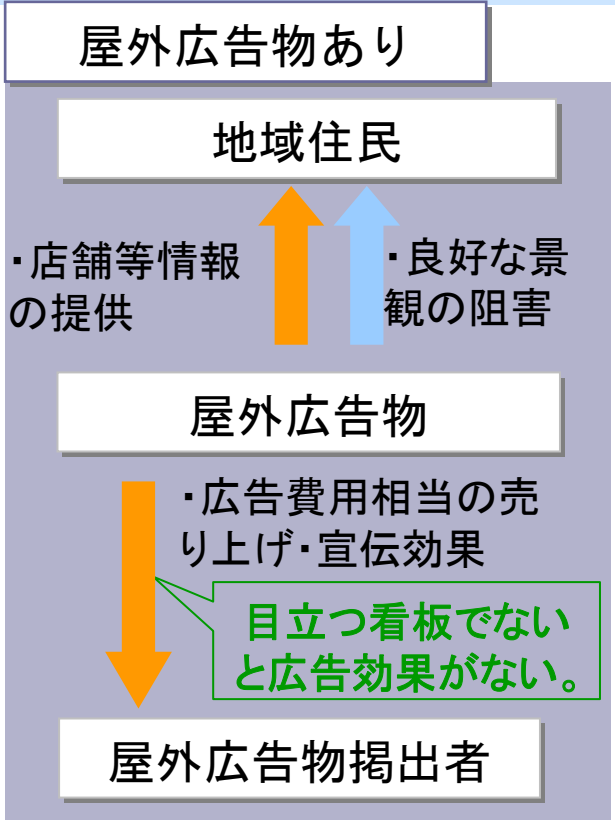 屋外広告物あり
地域住民
・店舗等情報
の提供
・良好な景
観の阻害
屋外広告物
・広告費用相当の売
り上げ・宣伝効果
目立つ看板でない
と広告効果がない。
屋外広告物掲出者